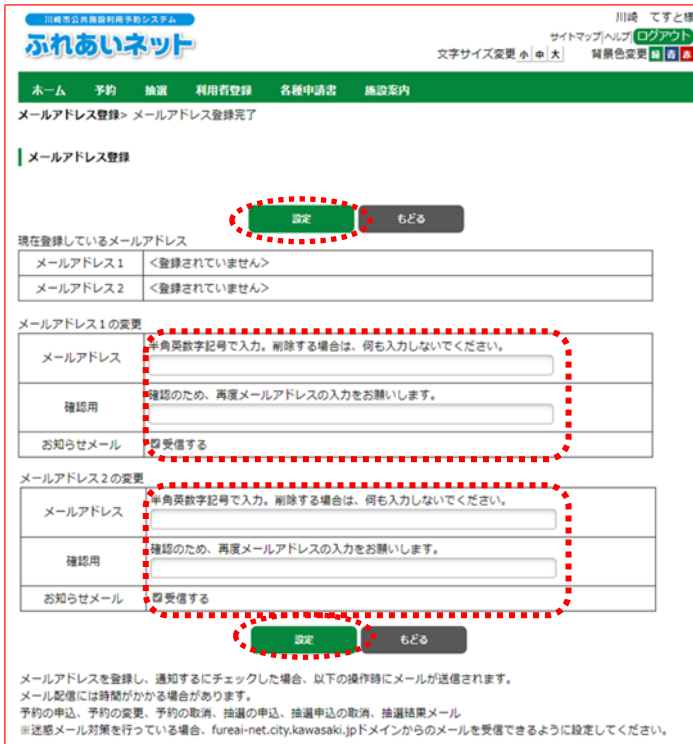 川崎市公共施設利用予約システム
ふれあいネット
川崎 てすと様
サイトマップ|ヘルプ| ログアウト
文字サイズ変更 小 中 大 背景色変更 緑 青 赤
ホーム 予約 抽選 利用者登録 各種申請書 施設案内
メールアドレス登録> メールアドレス登録完了
メールアドレス登録
設定 もどる
現在登録しているメールアドレス
メールアドレス1 <登録されていません>
メールアドレス2 <登録されていません>
メールアドレス1の変更
メールアドレス 半角英数字記号で入力。削除する場合は、何も入力しないでください。
確認用 確認のため、再度メールアドレスの入力をお願いします。
お知らせメール 受信する
メールアドレス2の変更
メールアドレス 半角英数字記号で入力。削除する場合は、何も入力しないでください。
確認用 確認のため、再度メールアドレスの入力をお願いします。
お知らせメール 受信する
設定 もどる
メールアドレスを登録し、通知するにチェックした場合、以下の操作時にメールが送信されます。
メール配信には時間がかかる場合があります。
予約の申込、予約の変更、予約の取消、抽選の申込、抽選申込の取消、抽選結果メール
※迷惑メール対策を行っている場合、fureai-net.city.kawasaki.jpドメインからのメールを受信できるように設定してください。